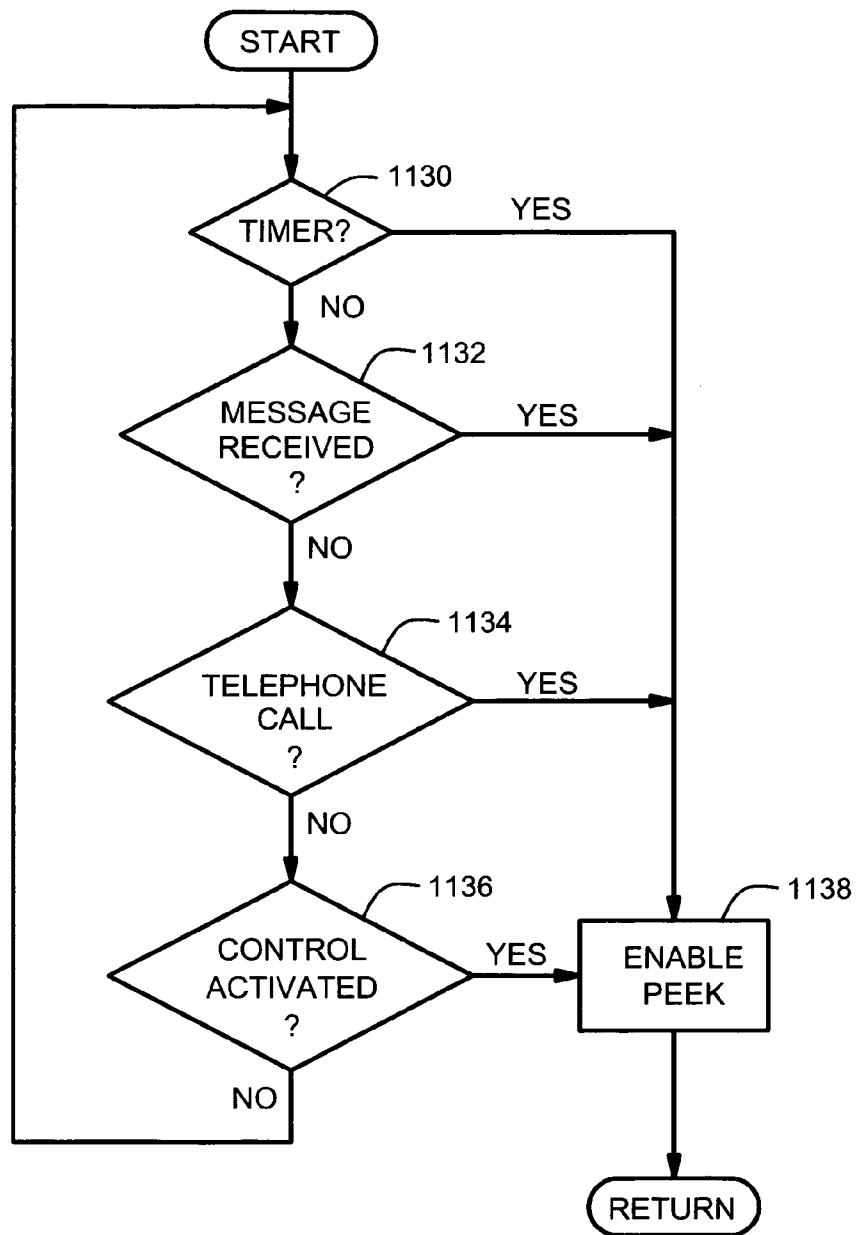 START
1130
TIMER?
YES
NO
1132
MESSAGE
RECEIVED
?
YES
NO
1134
TELEPHONE
CALL
?
YES
NO
1136
CONTROL
ACTIVATED
?
YES
NO
1138
ENABLE
PEEK
RETURN